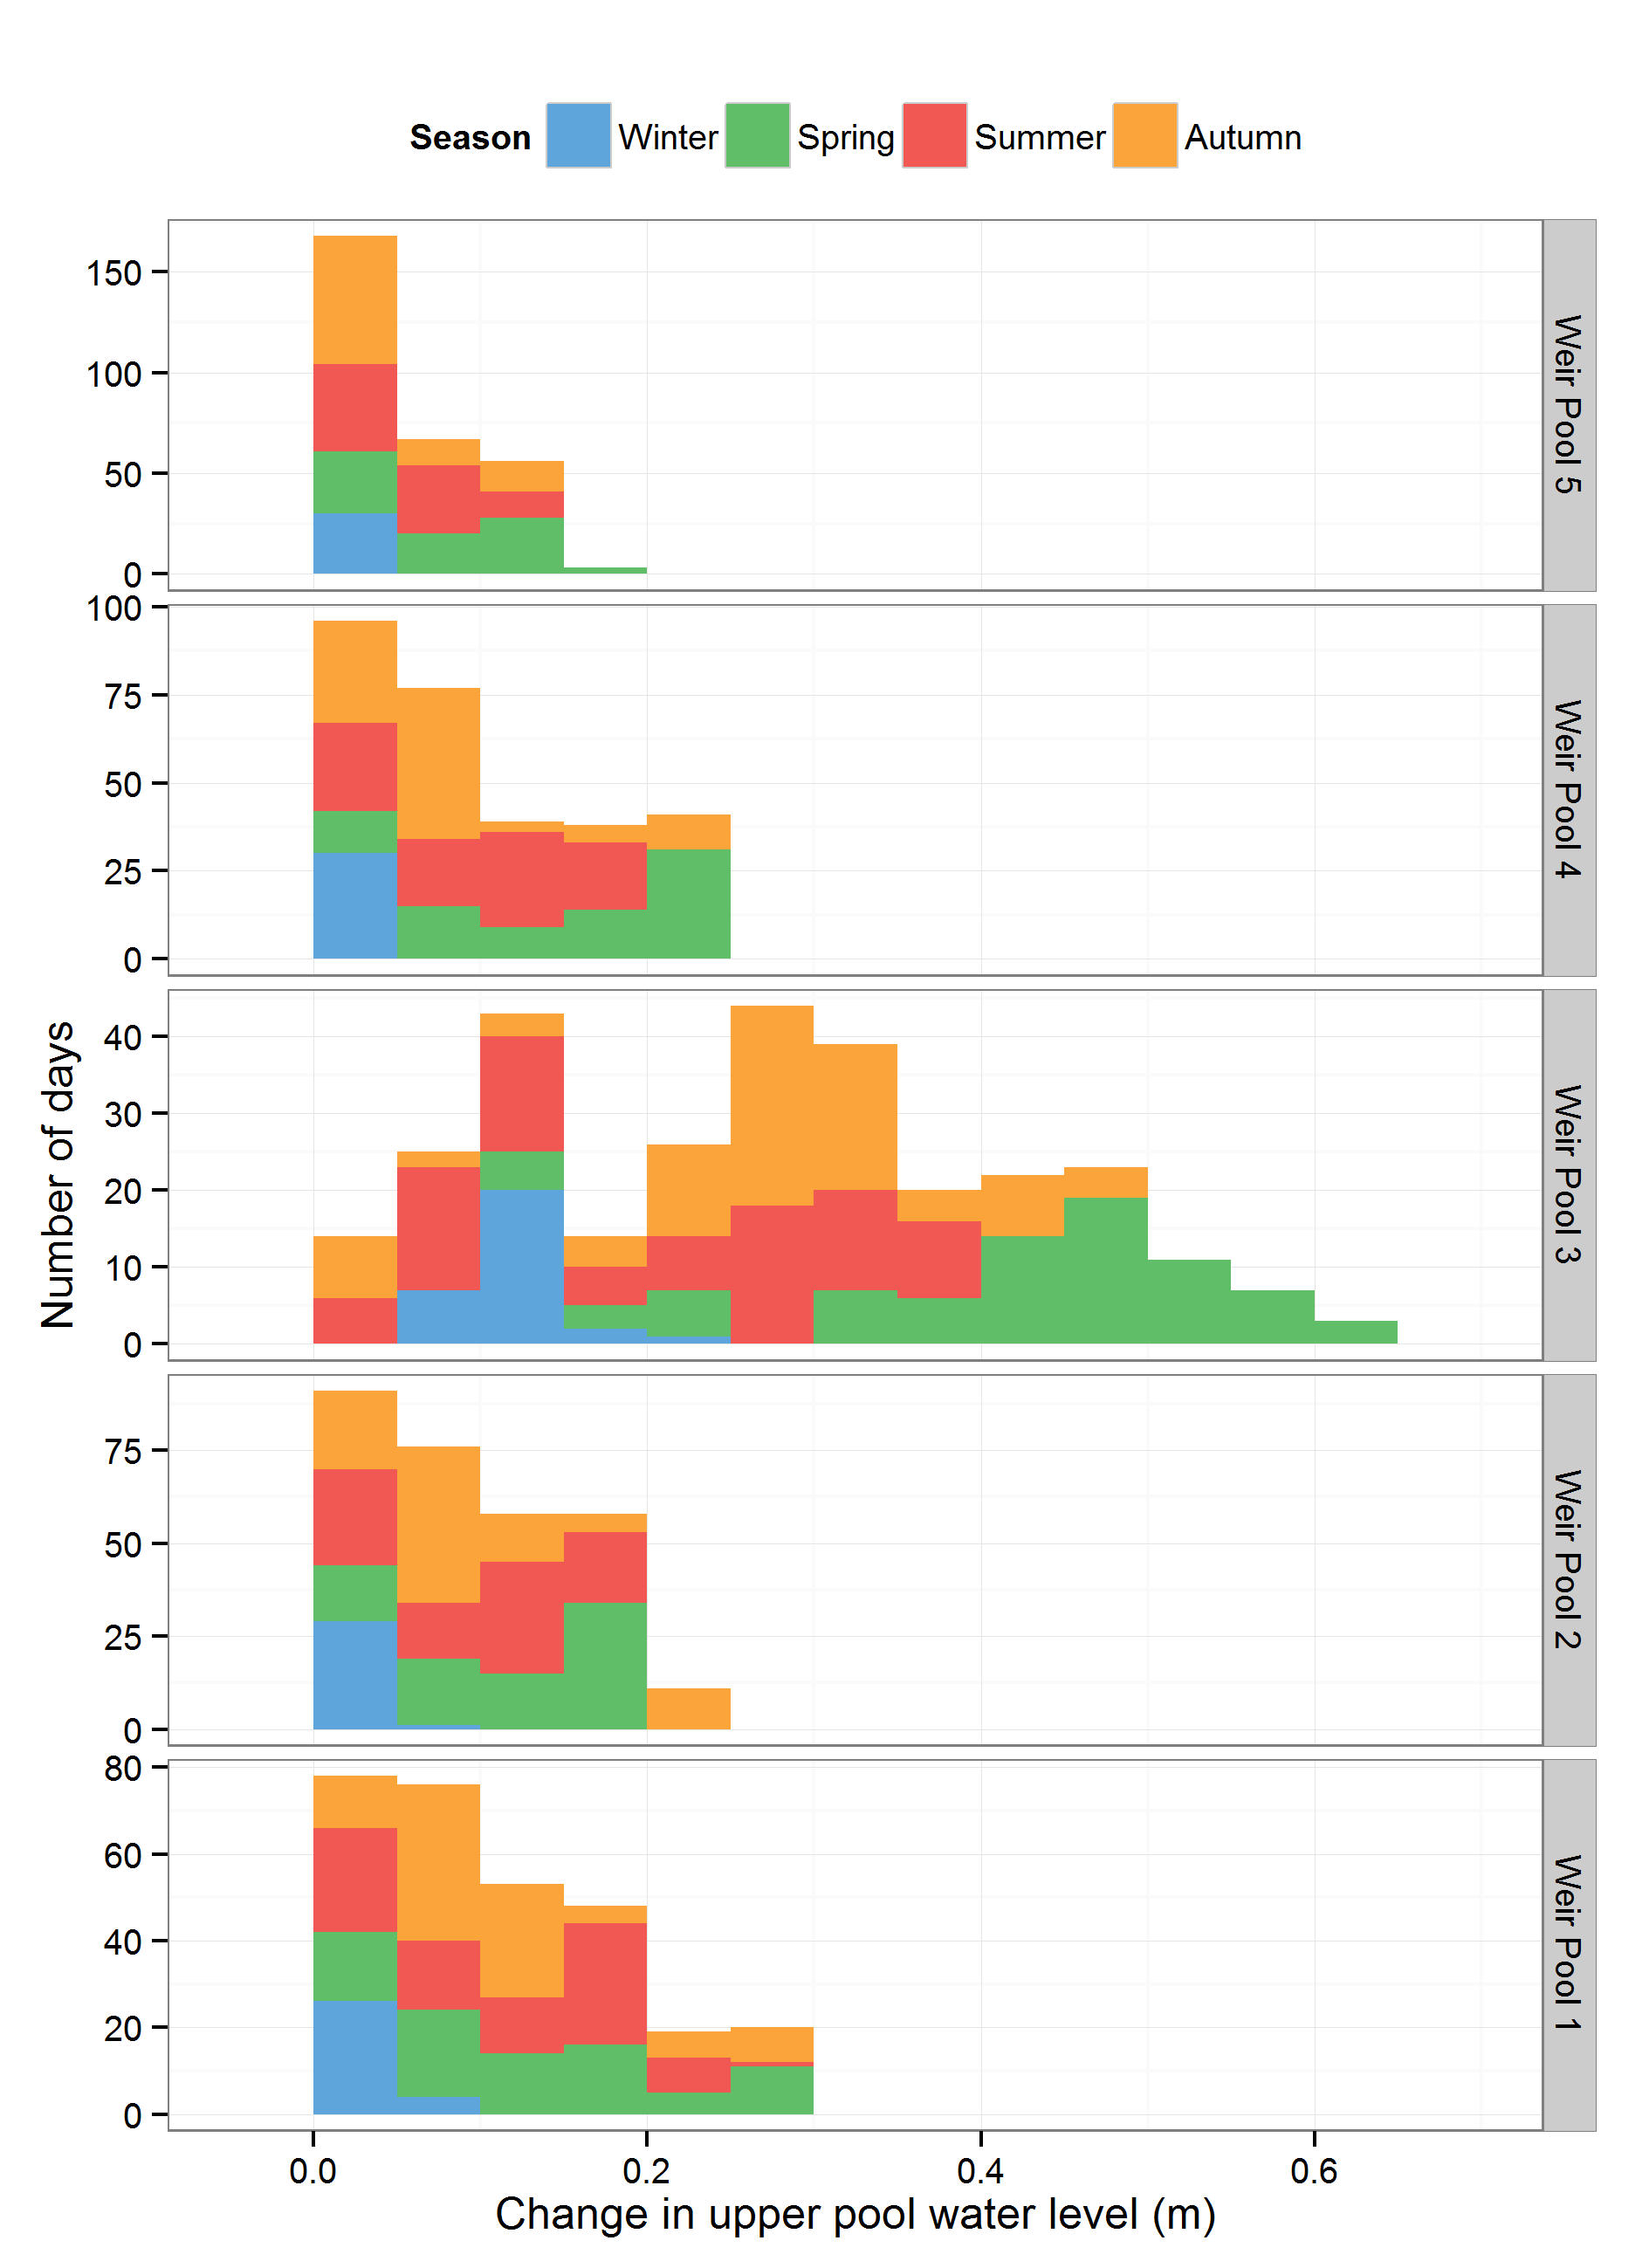 Season Winter Spring Summer Autumn
150
100
50
0
Weir Pool 5
100
75
50
25
0
Weir Pool 4
Number of days
40
30
20
10
0
Weir Pool 3
75
50
25
0
Weir Pool 2
80
60
40
20
0
Weir Pool 1
0.0 0.2 0.4 0.6
Change in upper pool water level (m)